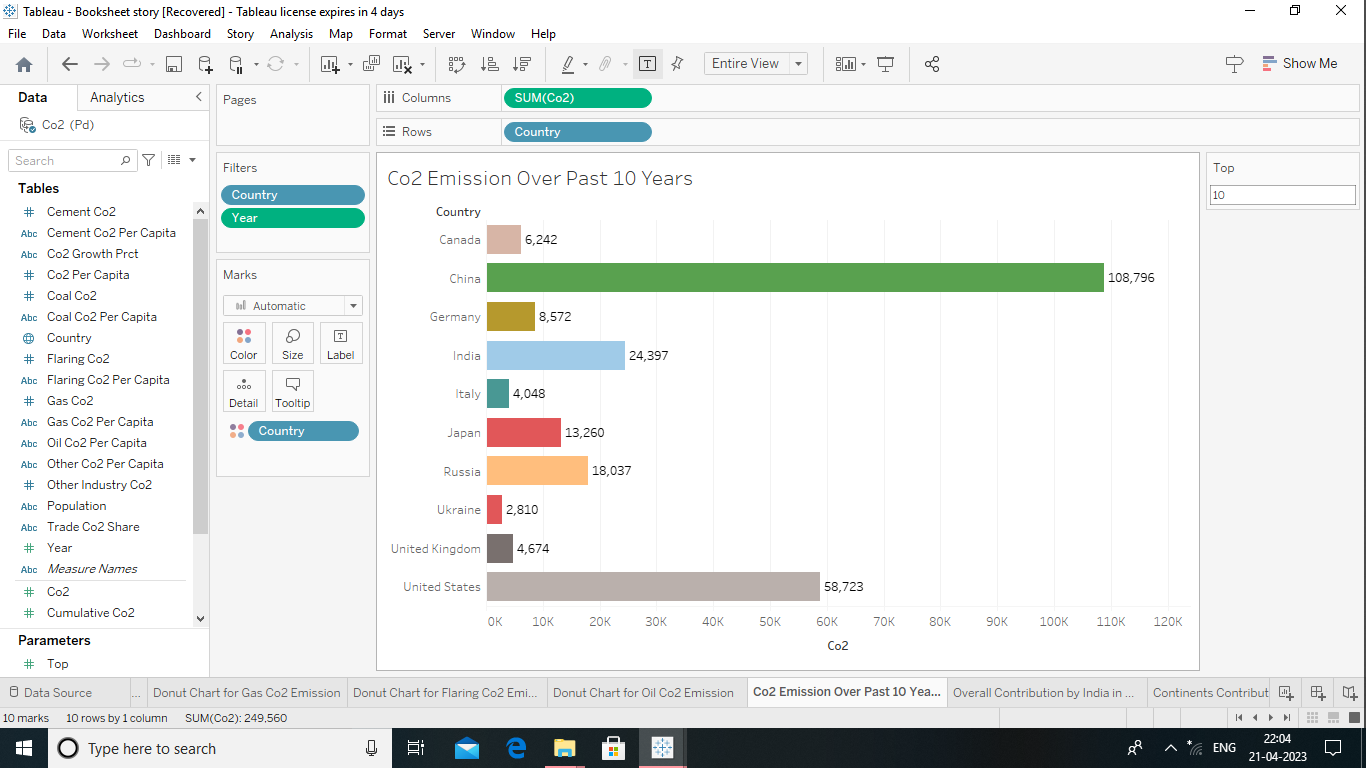 Tableau - Booksheet story [Recovered] - Tableau license expires in 4 days
File Data Worksheet Dashboard Story Analysis Map Format Server Window Help
Entire View
Show Me
Data Analytics
Co2 (Pd)
Search
Tables
# Cement Co2
Abc Cement Co2 Per Capita
Abc Co2 Growth Prct
# Co2 Per Capita
# Coal Co2
Abc Coal Co2 Per Capita
Country
# Flaring Co2
Abc Flaring Co2 Per Capita
# Gas Co2
Abc Gas Co2 Per Capita
Abc Oil Co2 Per Capita
Abc Other Co2 Per Capita
# Other Industry Co2
Abc Population
Abc Trade Co2 Share
# Year
Abc Measure Names
# Co2
# Cumulative Co2
Parameters
# Top
Pages
Filters
Country
Year
Marks
Automatic
Color Size Label
Detail Tooltip
Country
Columns SUM(Co2)
Rows Country
Co2 Emission Over Past 10 Years
Country
Canada 6,242
China 108,796
Germany 8,572
India 24,397
Italy 4,048
Japan 13,260
Russia 18,037
Ukraine 2,810
United Kingdom 4,674
United States 58,723
0K 10K 20K 30K 40K 50K 60K 70K 80K 90K 100K 110K 120K
Co2
Top
10
Data Source ... Donut Chart for Gas Co2 Emission Donut Chart for Flaring Co2 Emi... Donut Chart for Oil Co2 Emission Co2 Emission Over Past 10 Yea... Overall Contribution by India in ... Continents Contribut
10 marks 10 rows by 1 column SUM(Co2): 249,560
Type here to search
ENG
22:04
21-04-2023